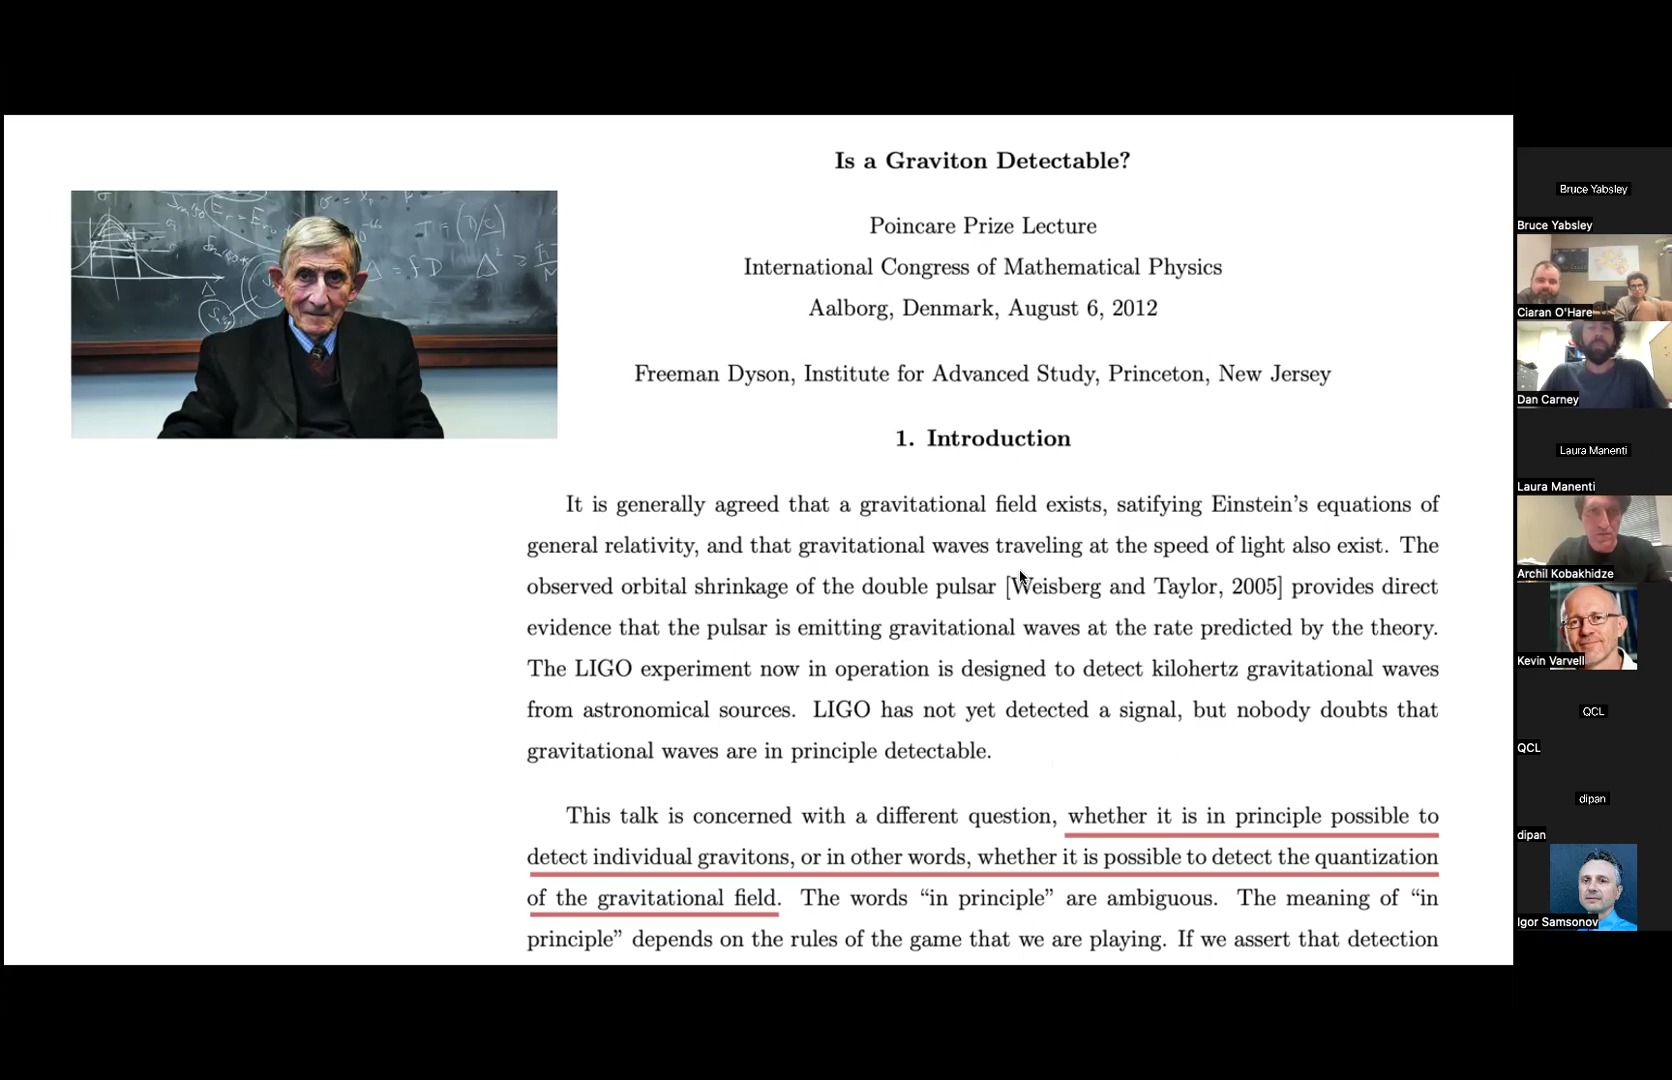 Is a Graviton Detectable?
Poincare Prize Lecture
International Congress of Mathematical Physics
Aalborg, Denmark, August 6, 2012
Freeman Dyson, Institute for Advanced Study, Princeton, New Jersey
1. Introduction
It is generally agreed that a gravitational field exists, satifying Einstein's equations of
general relativity, and that gravitational waves traveling at the speed of light also exist. The
observed orbital shrinkage of the double pulsar [Weisberg and Taylor, 2005] provides direct
evidence that the pulsar is emitting gravitational waves at the rate predicted by the theory.
The LIGO experiment now in operation is designed to detect kilohertz gravitational waves
from astronomical sources. LIGO has not yet detected a signal, but nobody doubts that
gravitational waves are in principle detectable.
This talk is concerned with a different question, whether it is in principle possible to
detect individual gravitons, or in other words, whether it is possible to detect the quantization
of the gravitational field. The words “in principle” are ambiguous. The meaning of “in
principle” depends on the rules of the game that we are playing. If we assert that detection
Bruce Yabsley
Bruce Yabsley
Ciaran O'Hare
Dan Carney
Laura Manenti
Laura Manenti
Archil Kobakhidze
Kevin Varvell
QCL
QCL
dipan
dipan
Igor Samsonov